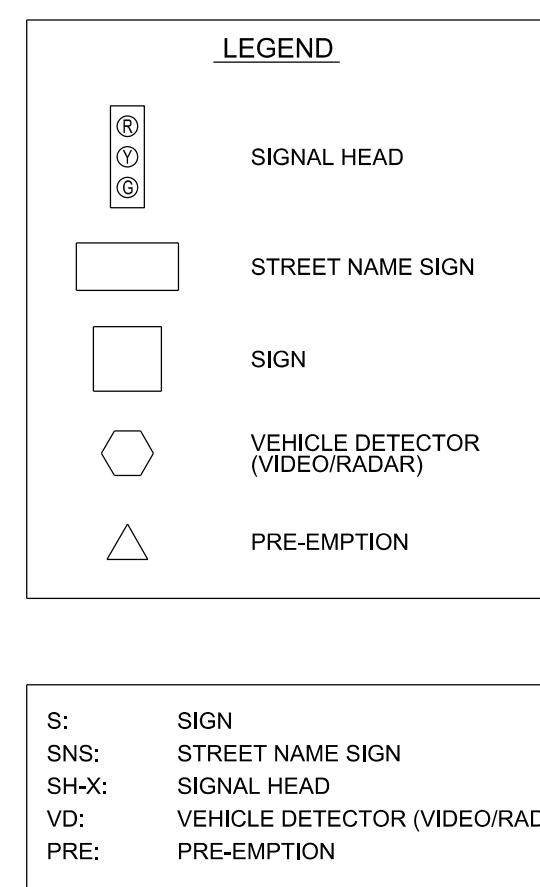 LEGEND
R
Y
G
SIGNAL HEAD
STREET NAME SIGN
SIGN
VEHICLE DETECTOR
(VIDEO/RADAR)
PRE-EMPTION
S: SIGN
SNS: STREET NAME SIGN
SH-X: SIGNAL HEAD
VD: VEHICLE DETECTOR (VIDEO/RAD
PRE: PRE-EMPTION